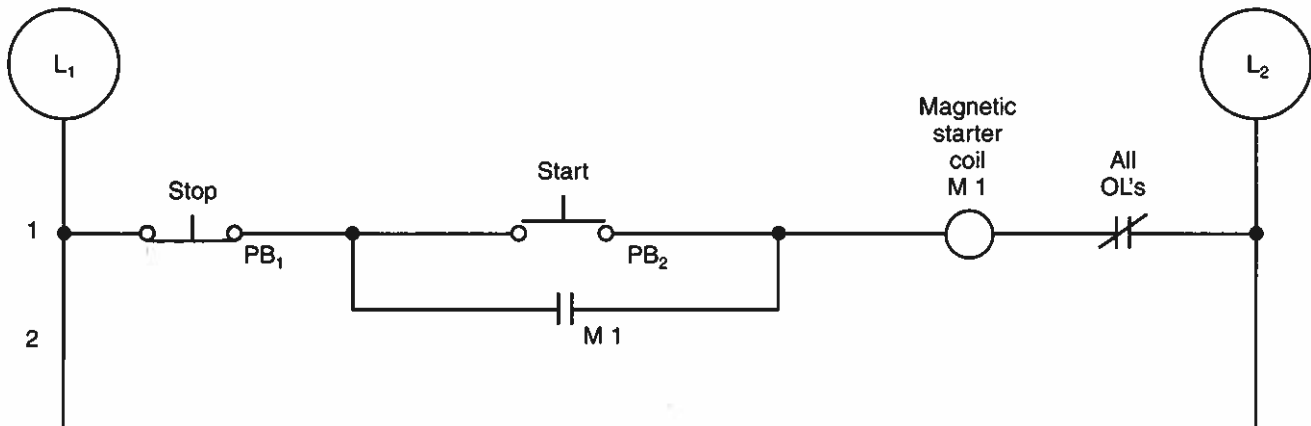 L₁
L₂
Magnetic
starter
coil
M 1
All
OL's
Stop
Start
1
PB₁
PB₂
M 1
2